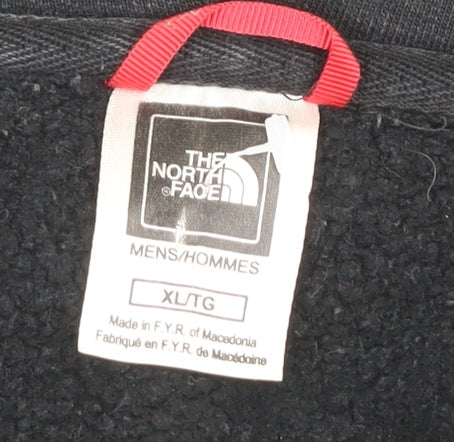 THE
NORTH
FACE
MENS/HOMMES
XL/TG
Made in F.Y.R. of Macedonia
Fabriqué en F.Y.R. de Macédoine